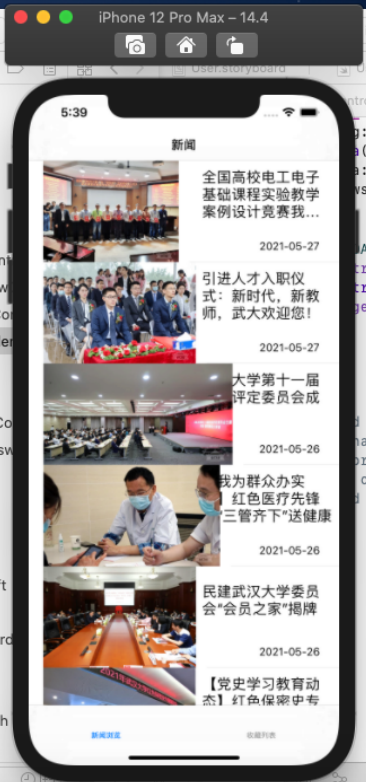 iPhone 12 Pro Max – 14.4
User.storyboard
5:39
新闻
全国高校电工电子
基础课程实验教学
案例设计竞赛我...
2021-05-27
引进人才入职仪
式：新时代，新教
师，武大欢迎您！
2021-05-27
大学第十一届
评定委员会成
2021-05-26
我为群众办实
红色医疗先锋
“三管齐下”送健康
2021-05-26
民建武汉大学委员
会“会员之家”揭牌
2021-05-26
【党史学习教育动
态】红色保密史专
新闻浏览
收藏列表